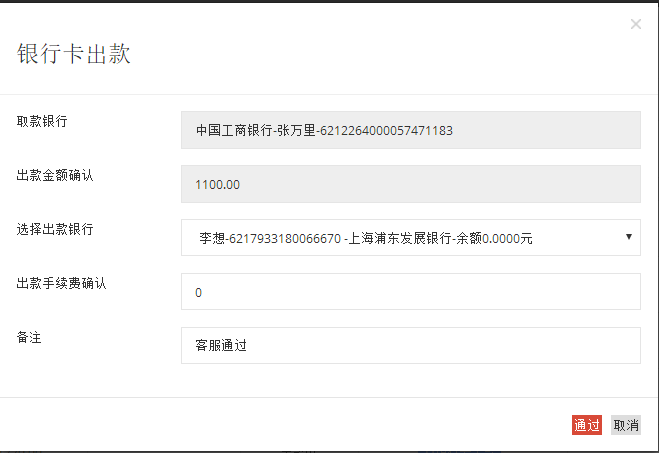 银行卡出款
取款银行
中国工商银行-张万里-6212264000057471183
出款金额确认
1100.00
选择出款银行
李想-6217933180066670 -上海浦东发展银行-余额0.0000元
出款手续费确认
0
备注
客服通过
通过 取消